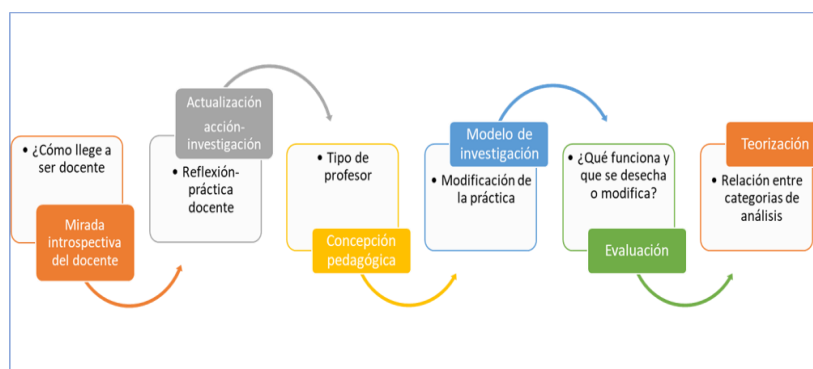 • ¿Cómo llege a
ser docente
Mirada
introspectiva
del docente
Actualización
acción-
investigación
• Reflexión-
práctica
docente
• Tipo de
profesor
Concepción
pedagógica
Modelo de
investigación
• Modificación de
la práctica
• ¿Qué funciona y
que se desecha
o modifica?
Evaluación
Teorización
• Relación entre
categorias de
análisis